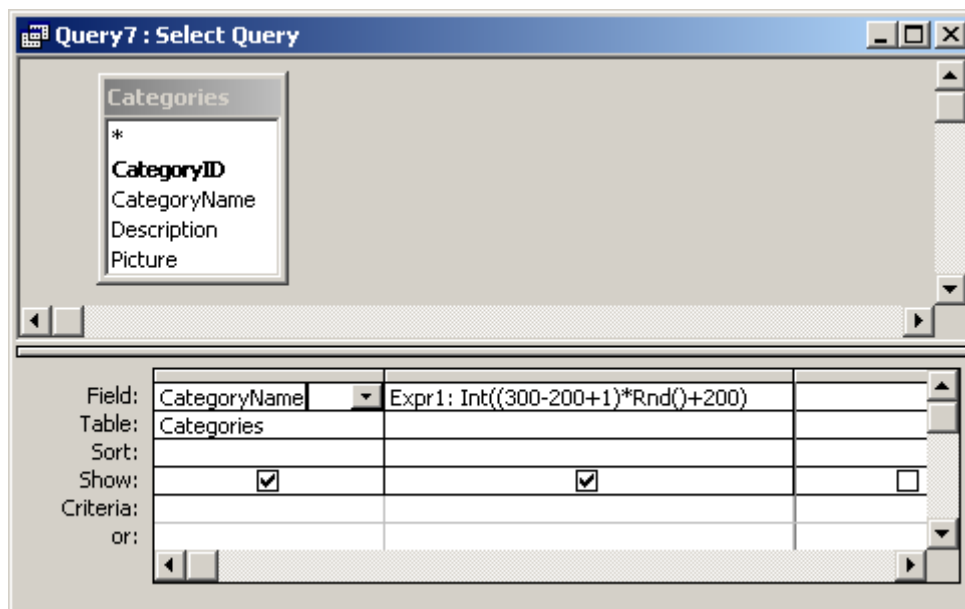 Query7 : Select Query
Categories
*
CategoryID
CategoryName
Description
Picture
Field: CategoryName Expr1: Int((300-200+1)*Rnd()+200)
Table: Categories
Sort:
Show:
Criteria:
or: